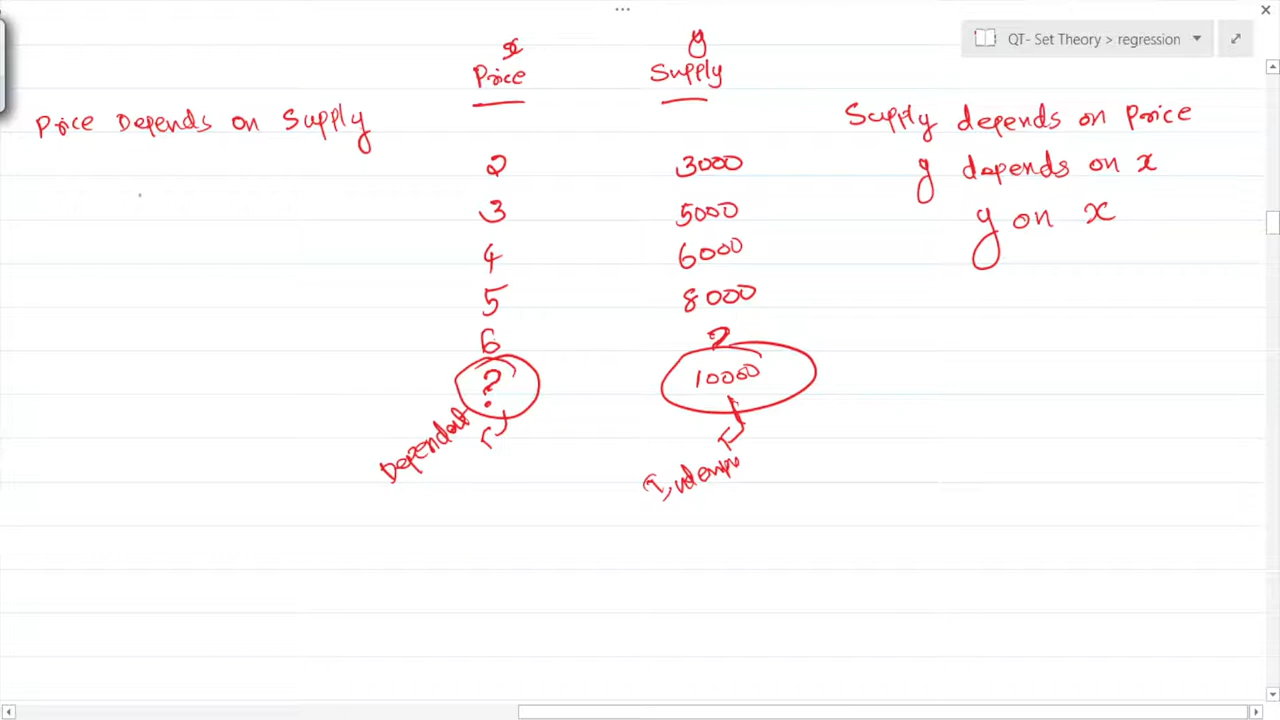 QT- Set Theory > regression
x y
Price Supply
Price Depends on Supply
Supply depends on Price
2 3000
y depends on x
3 5000
y on x
4 6000
5 8000
6 ?
? 10000
Dependent